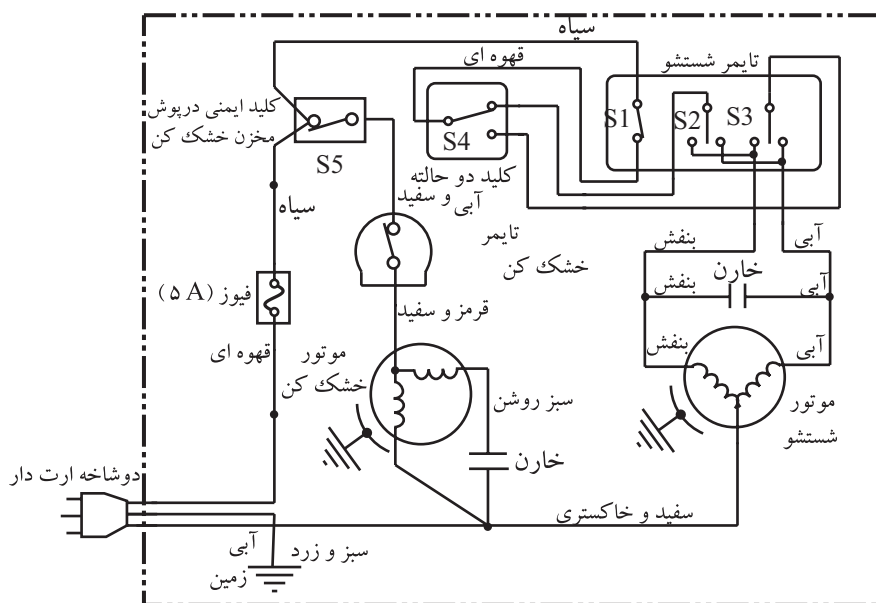 سیاه
قهوه ای
تایمر شستشو
کلید ایمنی درپوش
مخزن خشک کن
S5
S4
S1
S2
S3
کلید دو حالته
آبی و سفید
سیاه
تایمر
خشک کن
بنفش
آبی
خازن
بنفش
آبی
فیوز (۵ A)
قرمز و سفید
قهوه ای
موتور
خشک کن
بنفش
آبی
سبز روشن
موتور
شستشو
خازن
دوشاخه ارت دار
سفید و خاکستری
آبی
سبز و زرد
زمین